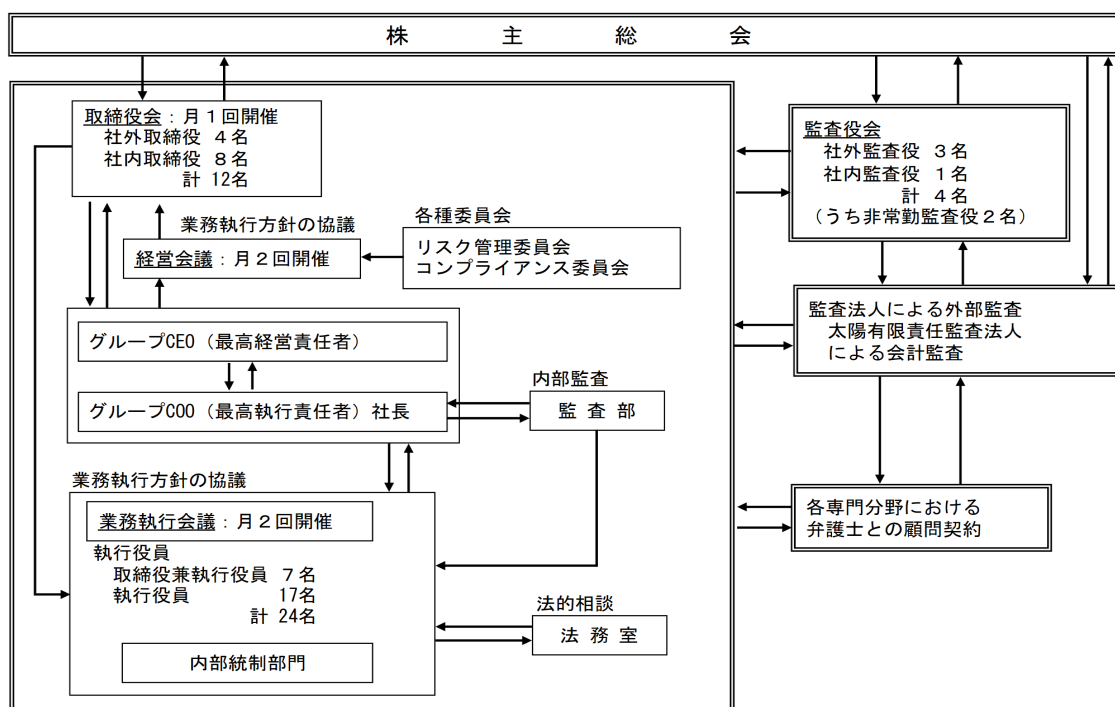 株主総会
取締役会：月１回開催
社外取締役 ４名
社内取締役 ８名
計 12名
業務執行方針の協議
経営会議：月２回開催
各種委員会
リスク管理委員会
コンプライアンス委員会
グループCEO（最高経営責任者）
グループCOO（最高執行責任者）社長
内部監査
監査部
業務執行方針の協議
業務執行会議：月２回開催
執行役員
取締役兼執行役員 ７名
執行役員 17名
計 24名
内部統制部門
法的相談
法務室
監査役会
社外監査役 ３名
社内監査役 １名
計 ４名
（うち非常勤監査役２名）
監査法人による外部監査
太陽有限責任監査法人
による会計監査
各専門分野における
弁護士との顧問契約